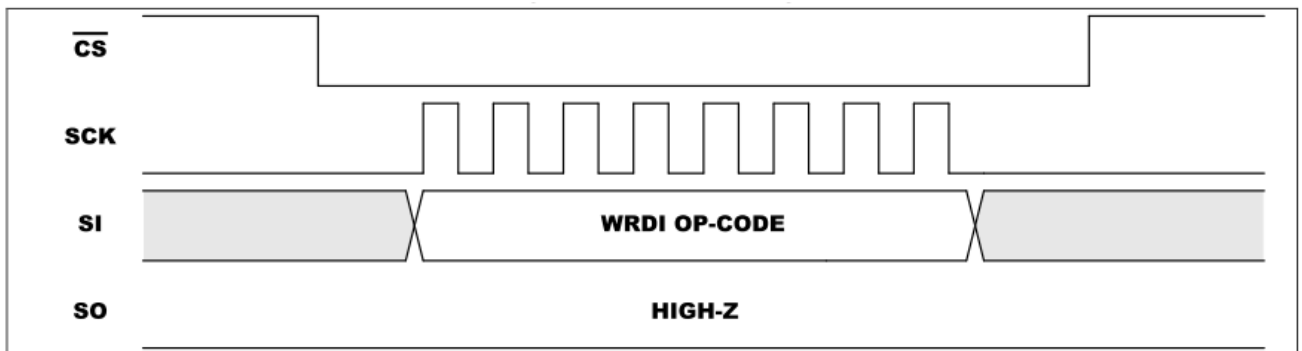 CS
SCK
SI
WRDI OP-CODE
SO
HIGH-Z